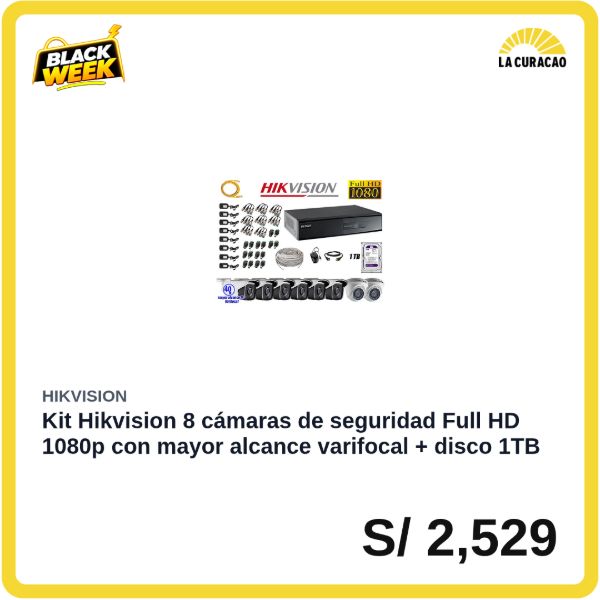 BLACK
WEEK
LA CURACAO
HIKVISION
Full HD
1080
1TB
HIKVISION
Kit Hikvision 8 cámaras de seguridad Full HD
1080p con mayor alcance varifocal + disco 1TB
S/ 2,529